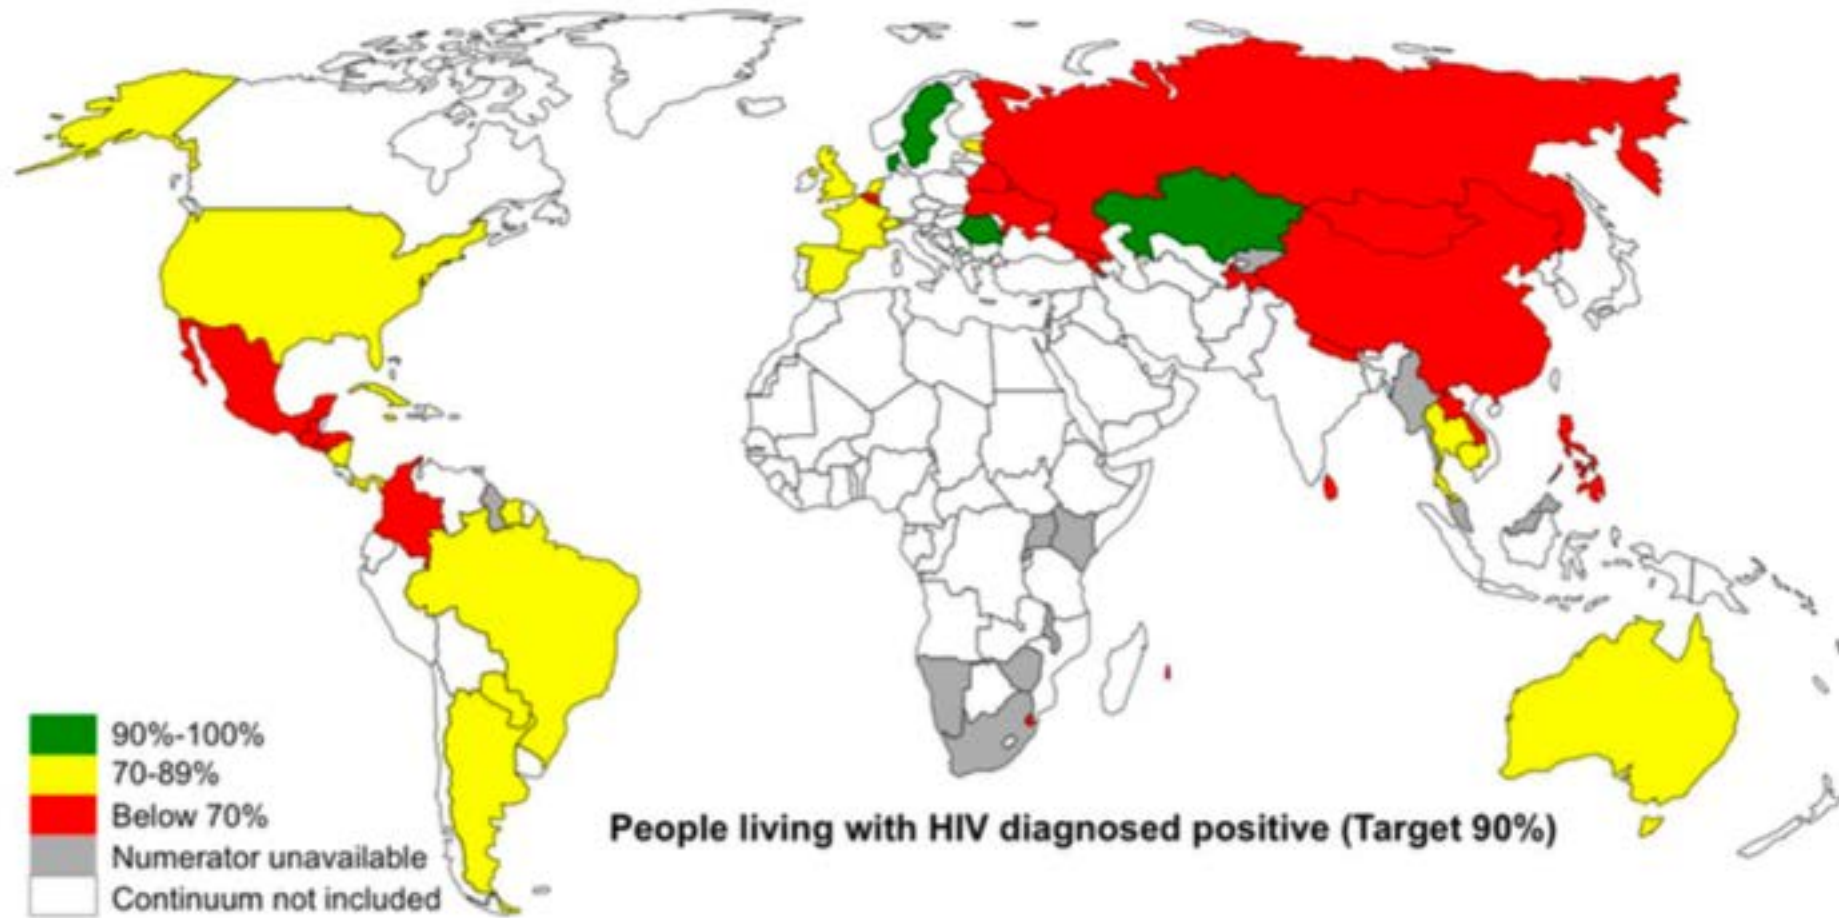 90%-100%
70-89%
Below 70%
Numerator unavailable
Continuum not included
People living with HIV diagnosed positive (Target 90%)